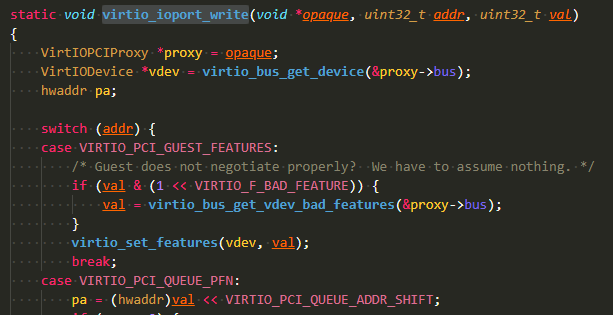 static void virtio_ioport_write(void *opaque, uint32_t addr, uint32_t val)
{
    VirtIOPCIProxy *proxy = opaque;
    VirtIODevice *vdev = virtio_bus_get_device(&proxy->bus);
    hwaddr pa;
    switch (addr) {
    case VIRTIO_PCI_GUEST_FEATURES:
        /* Guest does not negotiate properly?  We have to assume nothing. */
        if (val & (1 << VIRTIO_F_BAD_FEATURE)) {
            val = virtio_bus_get_vdev_bad_features(&proxy->bus);
        }
        virtio_set_features(vdev, val);
        break;
    case VIRTIO_PCI_QUEUE_PFN:
        pa = (hwaddr)val << VIRTIO_PCI_QUEUE_ADDR_SHIFT;